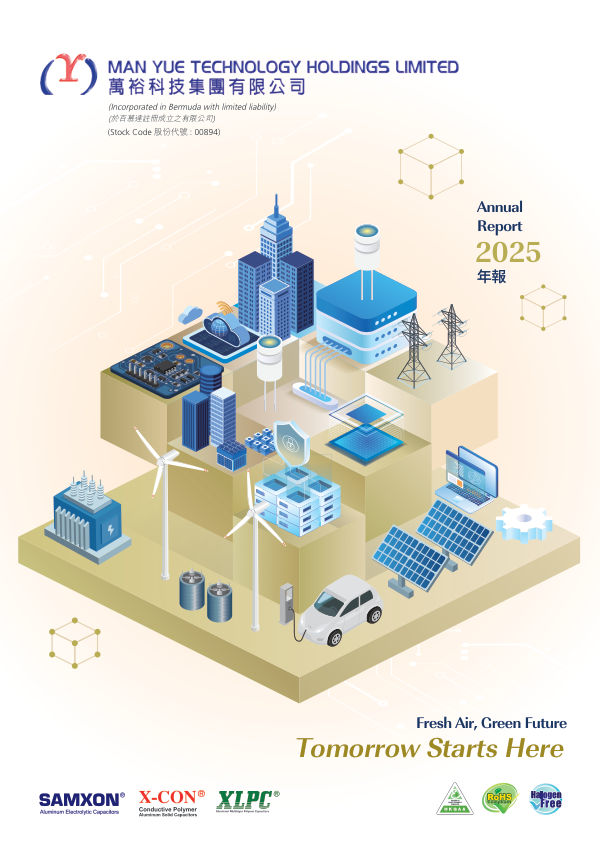 MAN YUE TECHNOLOGY HOLDINGS LIMITED
萬裕科技集團有限公司
(Incorporated in Bermuda with limited liability)
(於百慕達註冊成立之有限公司)
(Stock Code 股份代號 : 00894)
Annual
Report
2025
年報
Fresh Air, Green Future
Tomorrow Starts Here
SAMXON®
Aluminum Electrolytic Capacitors
X-CON®
Conductive Polymer
Aluminum Solid Capacitors
XLPC®
RoHS
Halogen
Free